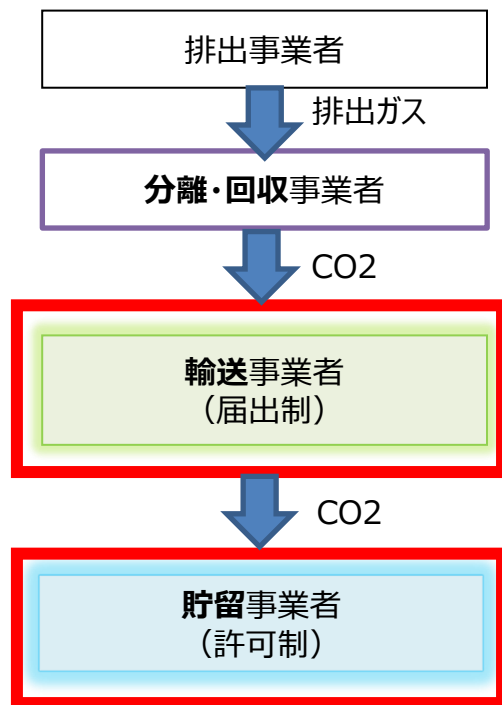 排出事業者
排出ガス
分離・回収事業者
CO2
輸送事業者
（届出制）
CO2
貯留事業者
（許可制）